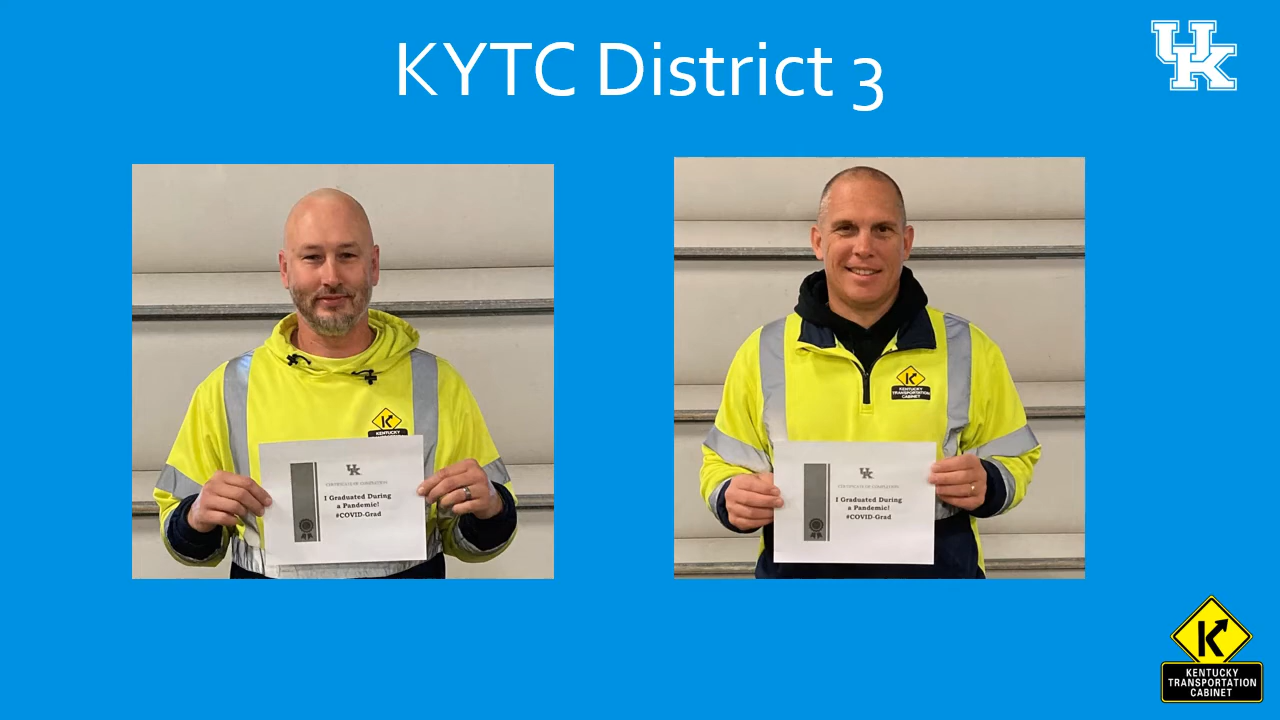 KYTC District 3
UK
KENTUCKY
UK
CERTIFICATE OF COMPLETION
I Graduated During
a Pandemic!
#COVID-Grad
KENTUCKY
TRANSPORTATION
CABINET
UK
CERTIFICATE OF COMPLETION
I Graduated During
a Pandemic!
#COVID-Grad
K
KENTUCKY
TRANSPORTATION
CABINET